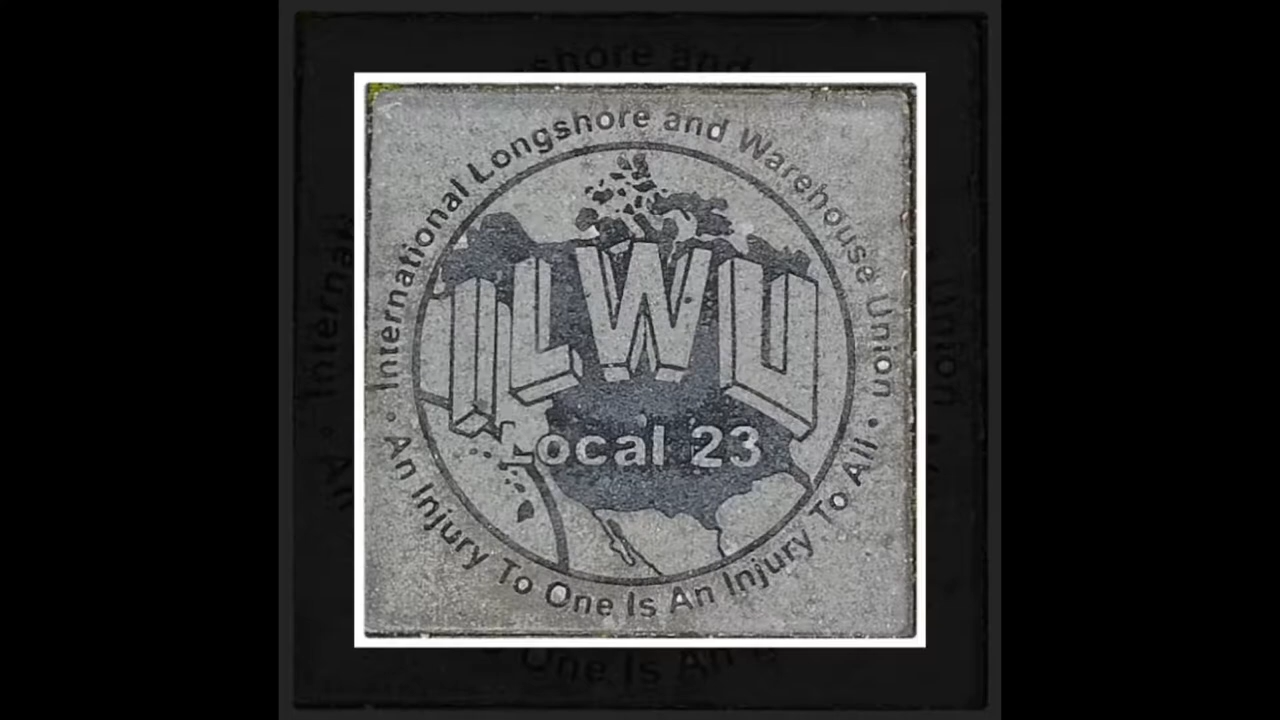 International Longshore and Warehouse Union
ILWU
Local 23
• An Injury To One Is An Injury To All •